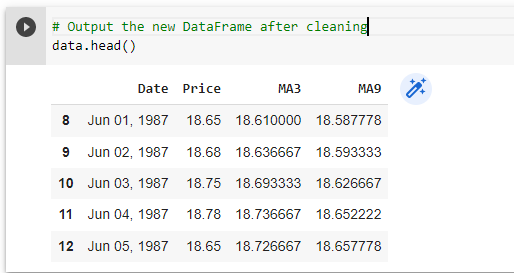 # Output the new DataFrame after cleaning
data.head()
Date Price MA3 MA9
8 Jun 01, 1987 18.65 18.610000 18.587778
9 Jun 02, 1987 18.68 18.636667 18.593333
10 Jun 03, 1987 18.75 18.693333 18.626667
11 Jun 04, 1987 18.78 18.736667 18.652222
12 Jun 05, 1987 18.65 18.726667 18.657778